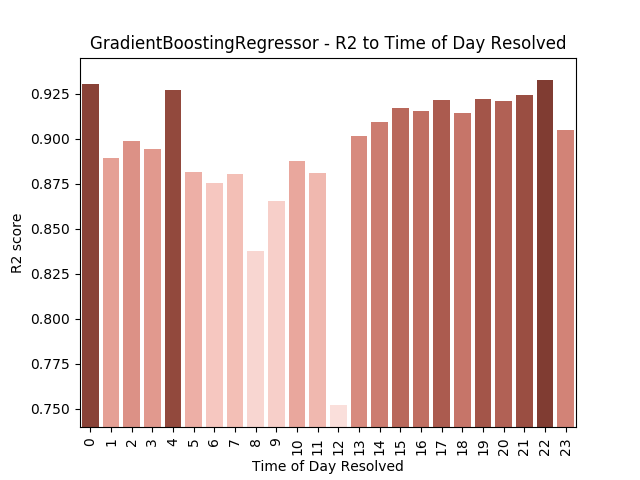 GradientBoostingRegressor - R2 to Time of Day Resolved
0.925
0.900
0.875
0.850
0.825
0.800
0.775
0.750
R2 score
0 1 2 3 4 5 6 7 8 9 10 11 12 13 14 15 16 17 18 19 20 21 22 23
Time of Day Resolved